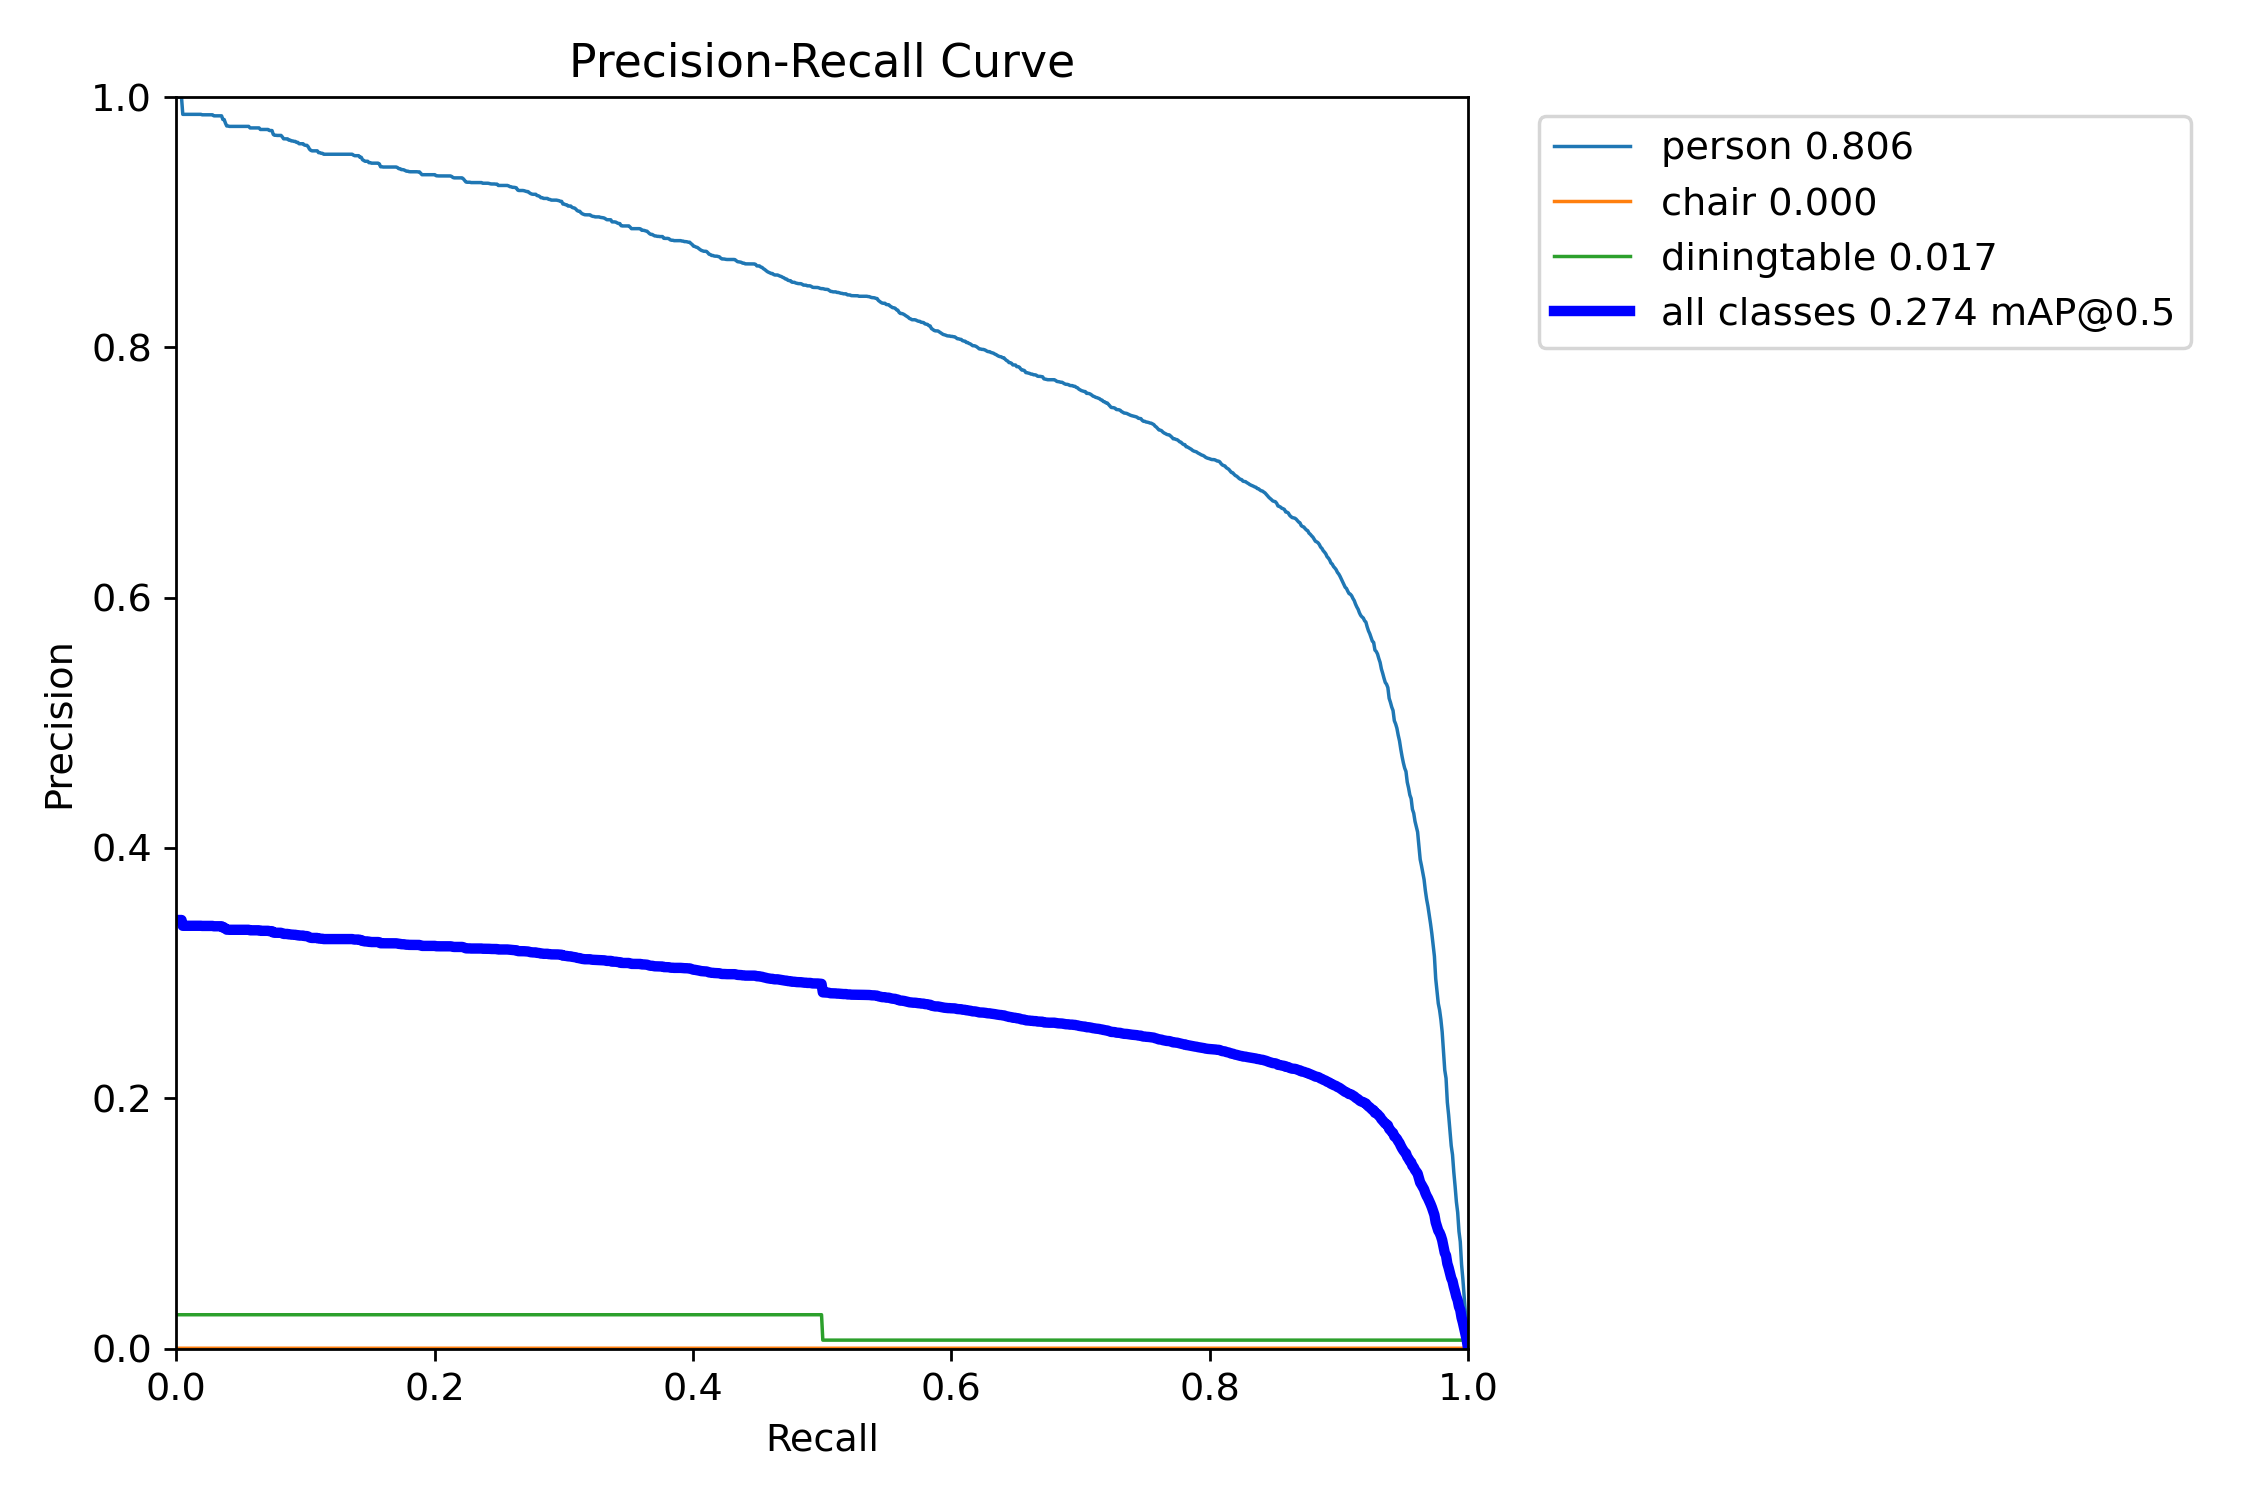 Precision-Recall Curve
1.0
0.8
0.6
0.4
0.2
0.0
Precision
0.0 0.2 0.4 0.6 0.8 1.0
Recall
person 0.806
chair 0.000
diningtable 0.017
all classes 0.274 mAP@0.5